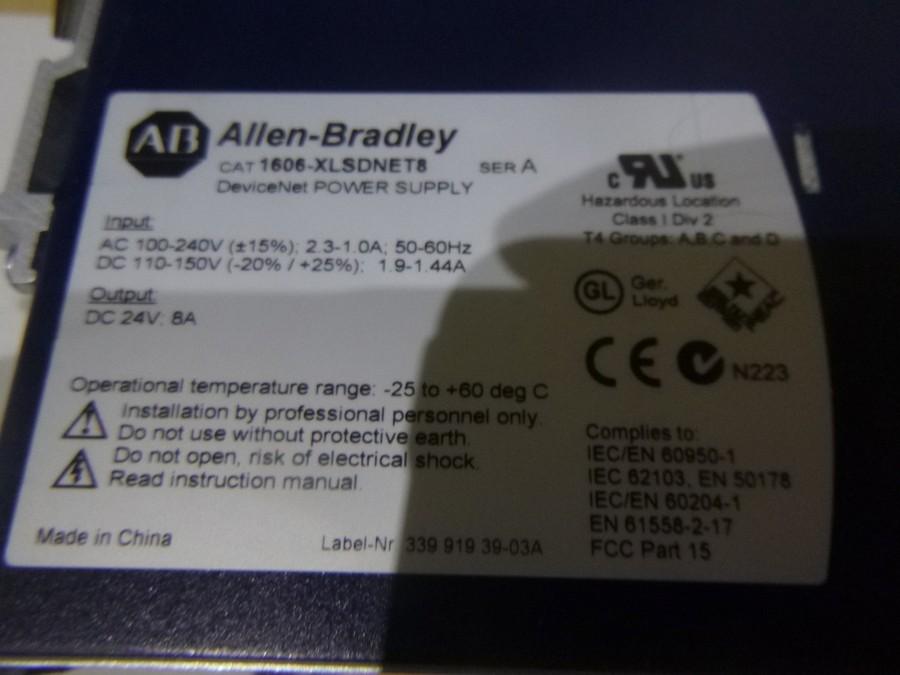 AB Allen-Bradley
CAT 1606-XLSDNET8 SER A
DeviceNet POWER SUPPLY
Input:
AC 100-240V (±15%); 2.3-1.0A; 50-60Hz
DC 110-150V (-20% / +25%); 1.9-1.44A
Output:
DC 24V: 8A
Operational temperature range: -25 to +60 deg C
Installation by professional personnel only.
Do not use without protective earth.
Do not open, risk of electrical shock.
Read instruction manual.
Made in China
Label-Nr 339 919 39-03A
c RU US
Hazardous Location
Class I Div 2
T4 Groups: A,B,C and D
GL Ger.
Lloyd
CE N223
Complies to:
IEC/EN 60950-1
IEC 62103, EN 50178
IEC/EN 60204-1
EN 61558-2-17
FCC Part 15